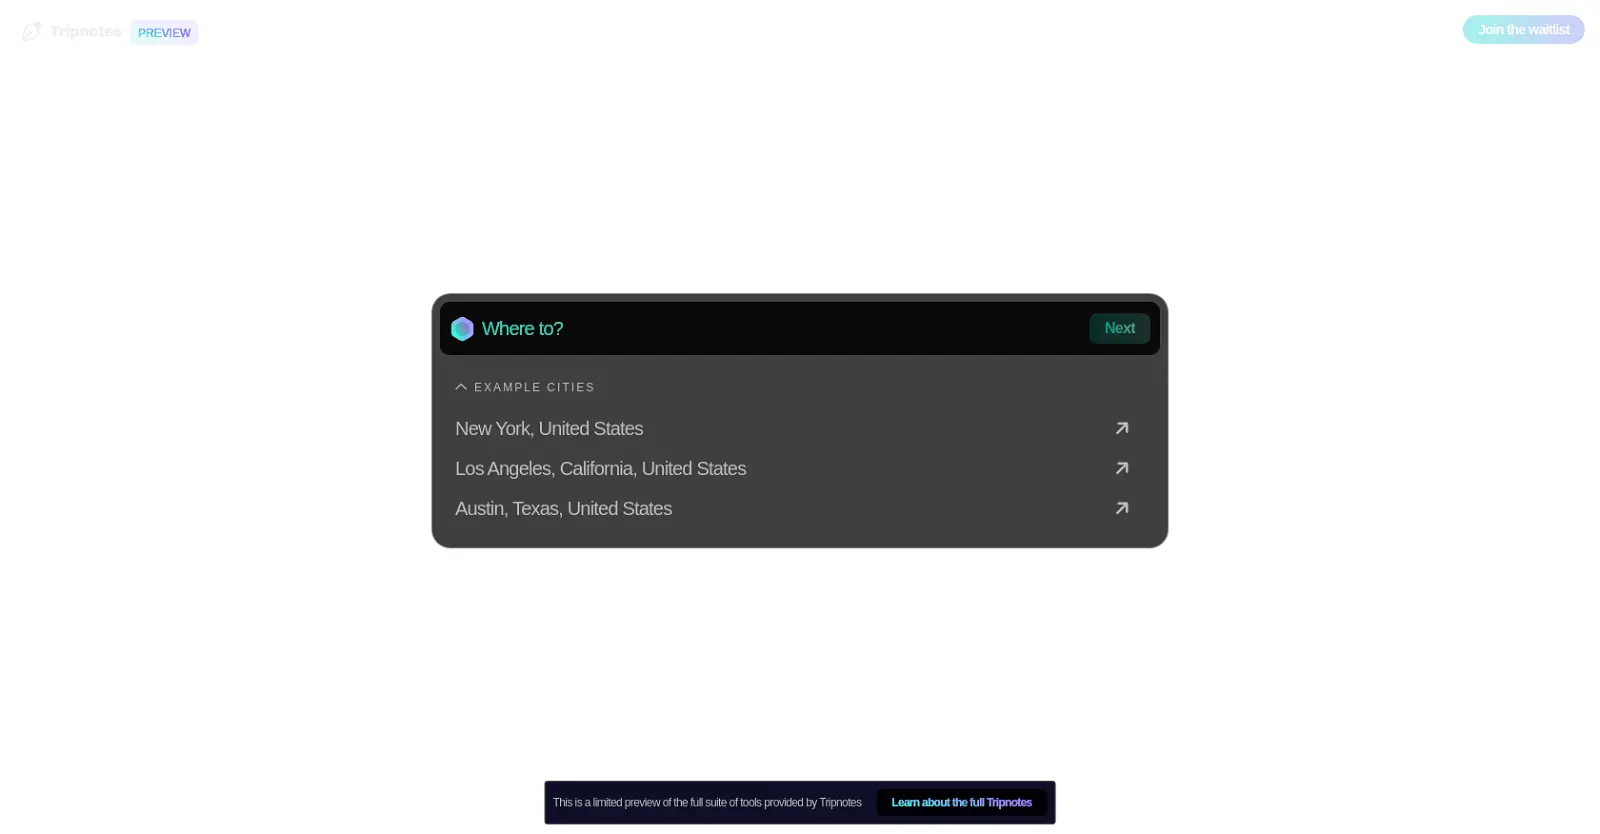 Tripnotes PREVIEW
Join the waitlist
Where to?
Next
EXAMPLE CITIES
New York, United States
Los Angeles, California, United States
Austin, Texas, United States
This is a limited preview of the full suite of tools provided by Tripnotes
Learn about the full Tripnotes